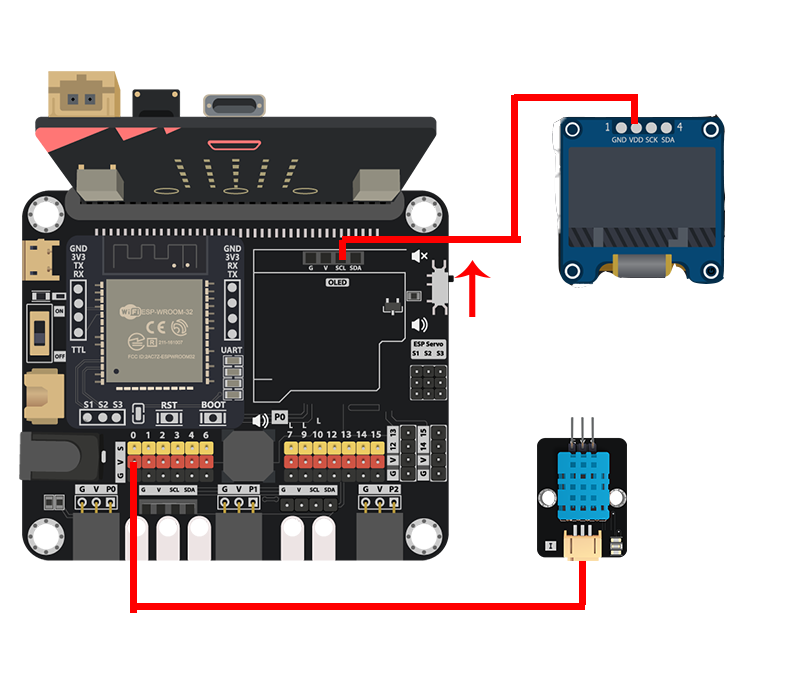 1 4
GND VDD SCK SDA
GND
3V3
TX
RX
GND
3V3
RX
TX
G V SCL SDA
OLED
WiFi ESP-WROOM-32
CE FC
R 211-161007
FCC ID:2AC7Z-ESPWROOM32
ON
OFF
TTL
UART
ESP Servo
S1 S2 S3
S1 S2 S3
RST
BOOT
P0
L L L
0 1 2 3 4 6
7 9 10 12 13 14 15
S
V
G
12 13
G V
14 15
G V
G V P0
G V SCL SDA
G V P1
G V SCL SDA
G V P2
I